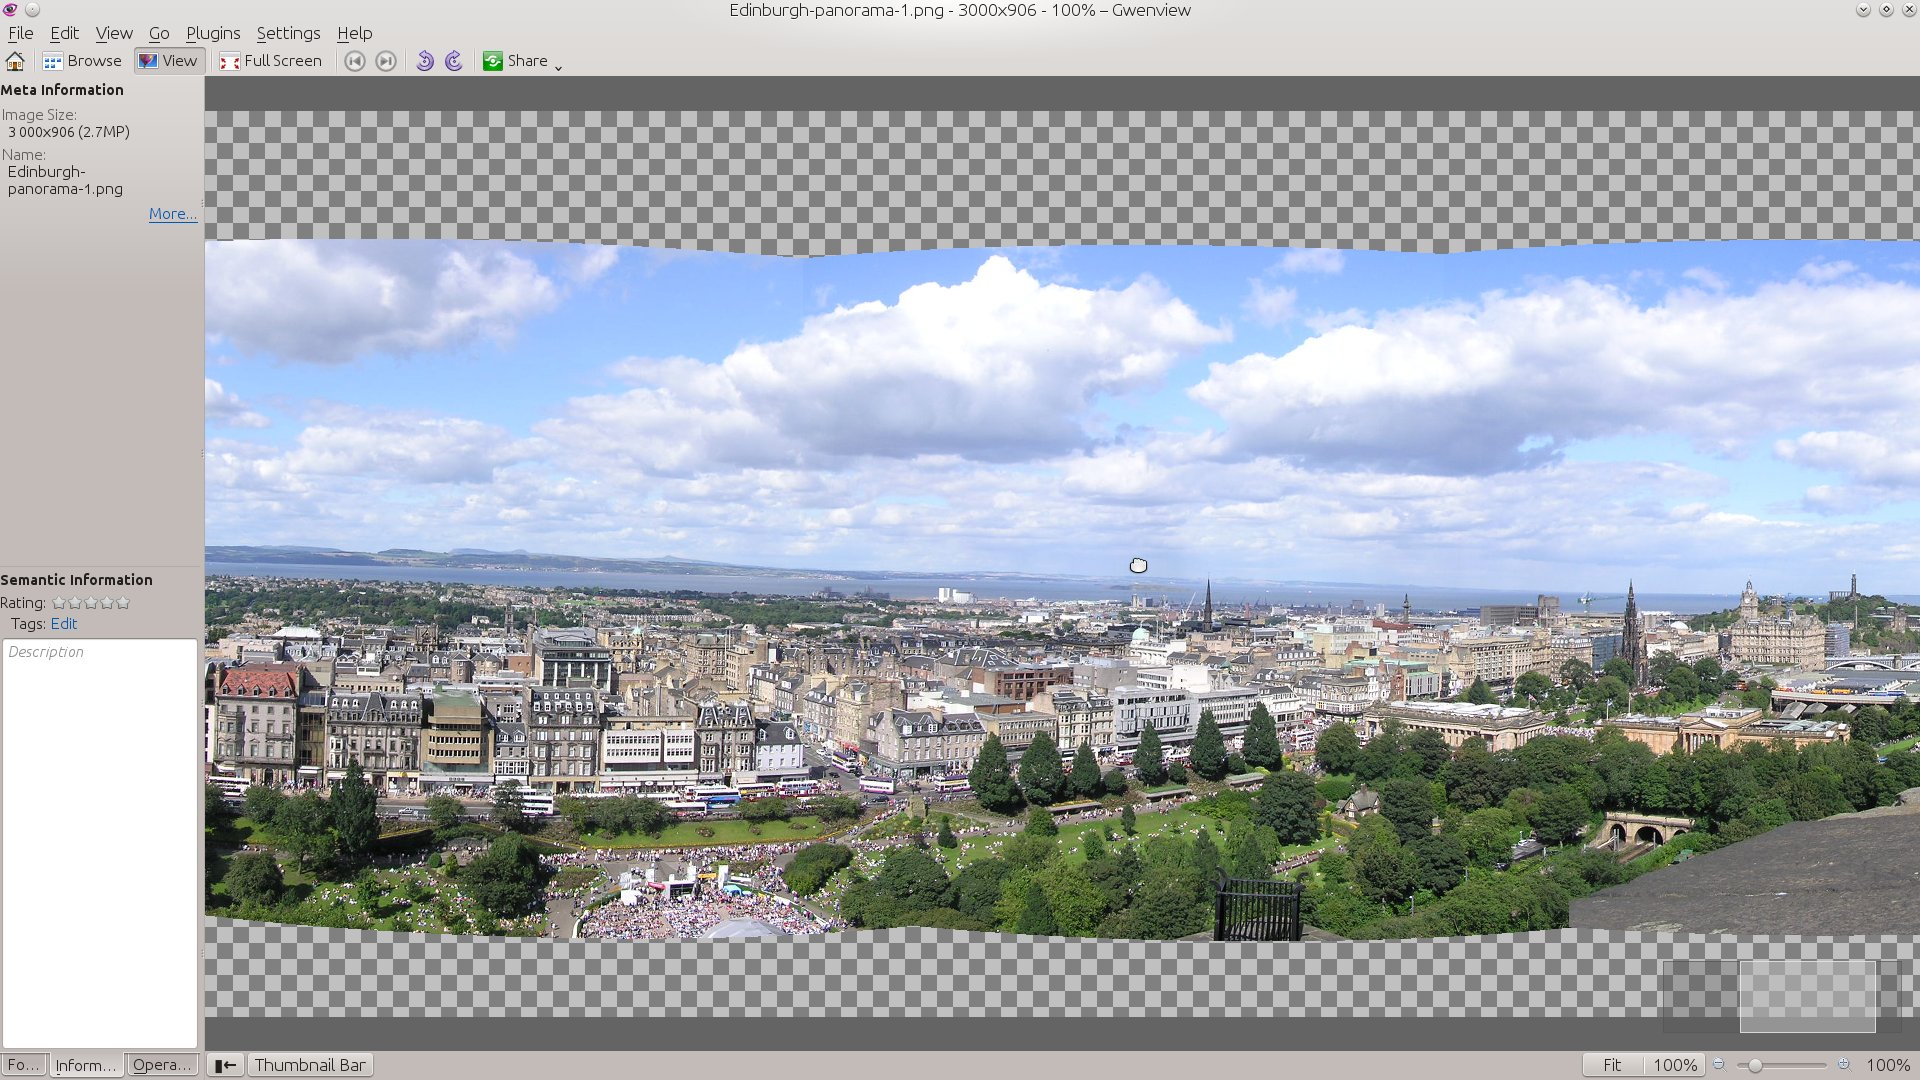 Edinburgh-panorama-1.png - 3000x906 - 100% – Gwenview
File Edit View Go Plugins Settings Help
Browse View Full Screen Share
Meta Information
Image Size:
3 000x906 (2.7MP)
Name:
Edinburgh-
panorama-1.png
More...
Semantic Information
Rating:
Tags: Edit
Description
Fo... Inform... Opera... Thumbnail Bar Fit 100% 100%